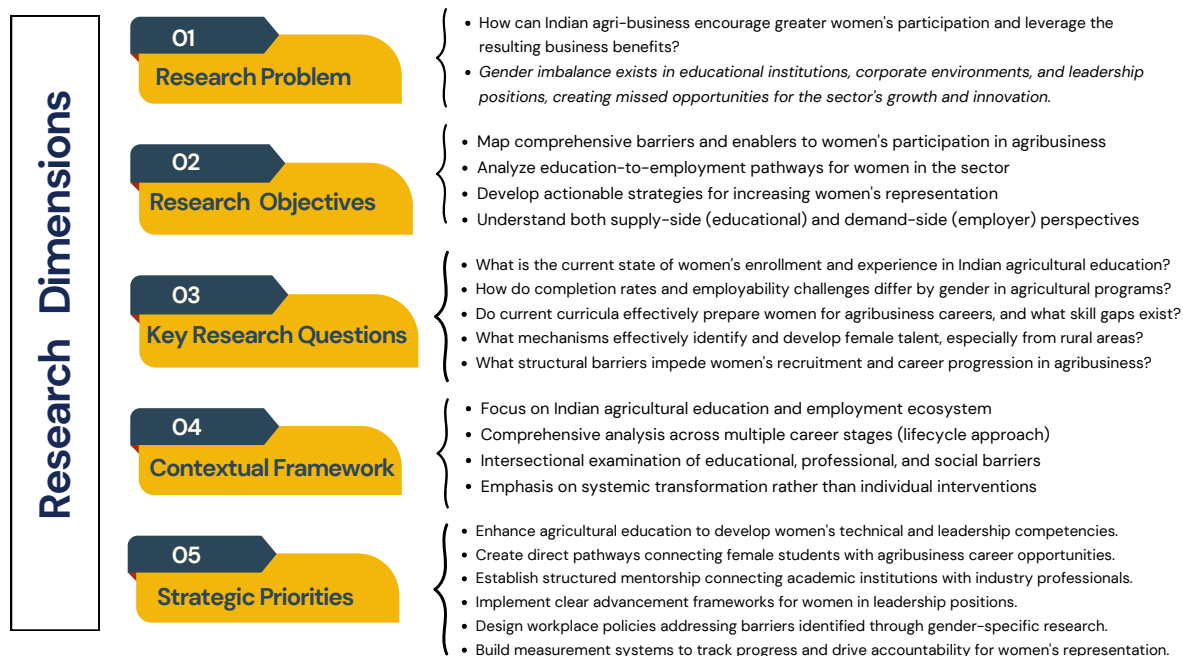 Research Dimensions
01
Research Problem
• How can Indian agri-business encourage greater women's participation and leverage the
resulting business benefits?
• Gender imbalance exists in educational institutions, corporate environments, and leadership
positions, creating missed opportunities for the sector's growth and innovation.
02
Research Objectives
• Map comprehensive barriers and enablers to women's participation in agribusiness
• Analyze education-to-employment pathways for women in the sector
• Develop actionable strategies for increasing women's representation
• Understand both supply-side (educational) and demand-side (employer) perspectives
03
Key Research Questions
• What is the current state of women's enrollment and experience in Indian agricultural education?
• How do completion rates and employability challenges differ by gender in agricultural programs?
• Do current curricula effectively prepare women for agribusiness careers, and what skill gaps exist?
• What mechanisms effectively identify and develop female talent, especially from rural areas?
• What structural barriers impede women's recruitment and career progression in agribusiness?
04
Contextual Framework
• Focus on Indian agricultural education and employment ecosystem
• Comprehensive analysis across multiple career stages (lifecycle approach)
• Intersectional examination of educational, professional, and social barriers
• Emphasis on systemic transformation rather than individual interventions
05
Strategic Priorities
• Enhance agricultural education to develop women's technical and leadership competencies.
• Create direct pathways connecting female students with agribusiness career opportunities.
• Establish structured mentorship connecting academic institutions with industry professionals.
• Implement clear advancement frameworks for women in leadership positions.
• Design workplace policies addressing barriers identified through gender-specific research.
• Build measurement systems to track progress and drive accountability for women's representation.